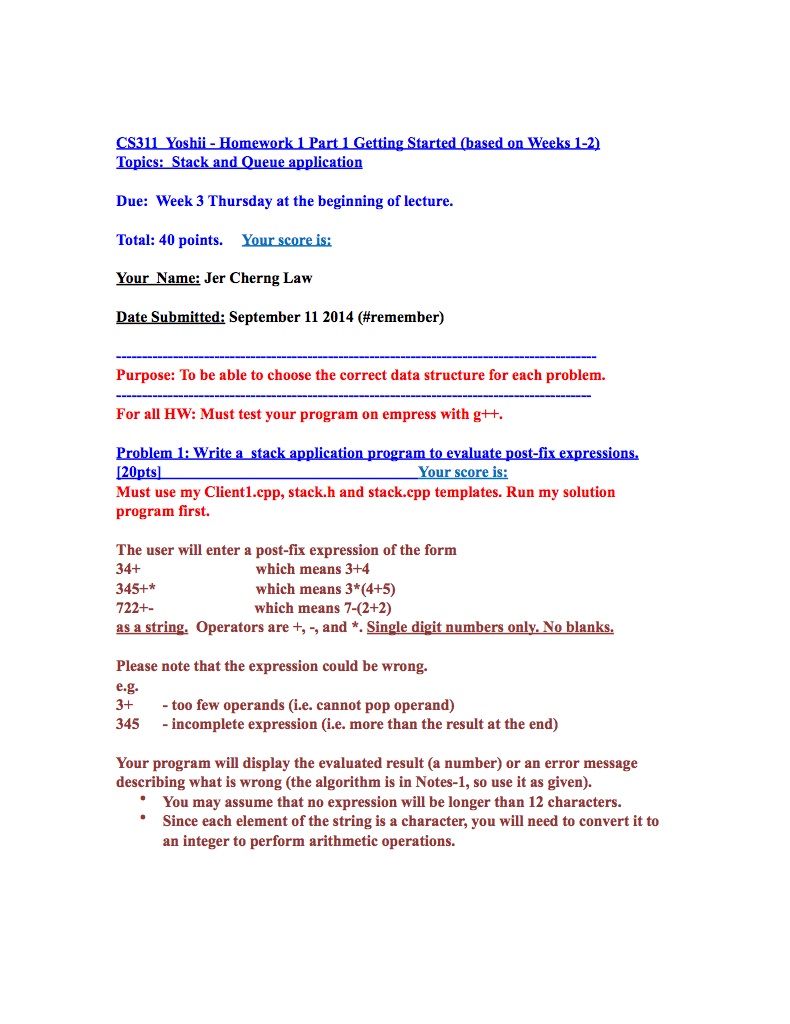 CS311 Yoshii - Homework 1 Part 1 Getting Started (based on Weeks 1-2)
Topics: Stack and Queue application
Due: Week 3 Thursday at the beginning of lecture.
Total: 40 points. Your score is:
Your Name: Jer Cherng Law
Date Submitted: September 11 2014 (#remember)
--------------------------------------------------------------------------------------------
Purpose: To be able to choose the correct data structure for each problem.
-------------------------------------------------------------------------------------------
For all HW: Must test your program on empress with g++.
Problem 1: Write a stack application program to evaluate post-fix expressions.
[20pts] Your score is:
Must use my Client1.cpp, stack.h and stack.cpp templates. Run my solution
program first.
The user will enter a post-fix expression of the form
34+ which means 3+4
345+* which means 3*(4+5)
722+- which means 7-(2+2)
as a string. Operators are +, -, and *. Single digit numbers only. No blanks.
Please note that the expression could be wrong.
e.g.
3+ - too few operands (i.e. cannot pop operand)
345 - incomplete expression (i.e. more than the result at the end)
Your program will display the evaluated result (a number) or an error message
describing what is wrong (the algorithm is in Notes-1, so use it as given).
• You may assume that no expression will be longer than 12 characters.
• Since each element of the string is a character, you will need to convert it to
an integer to perform arithmetic operations.